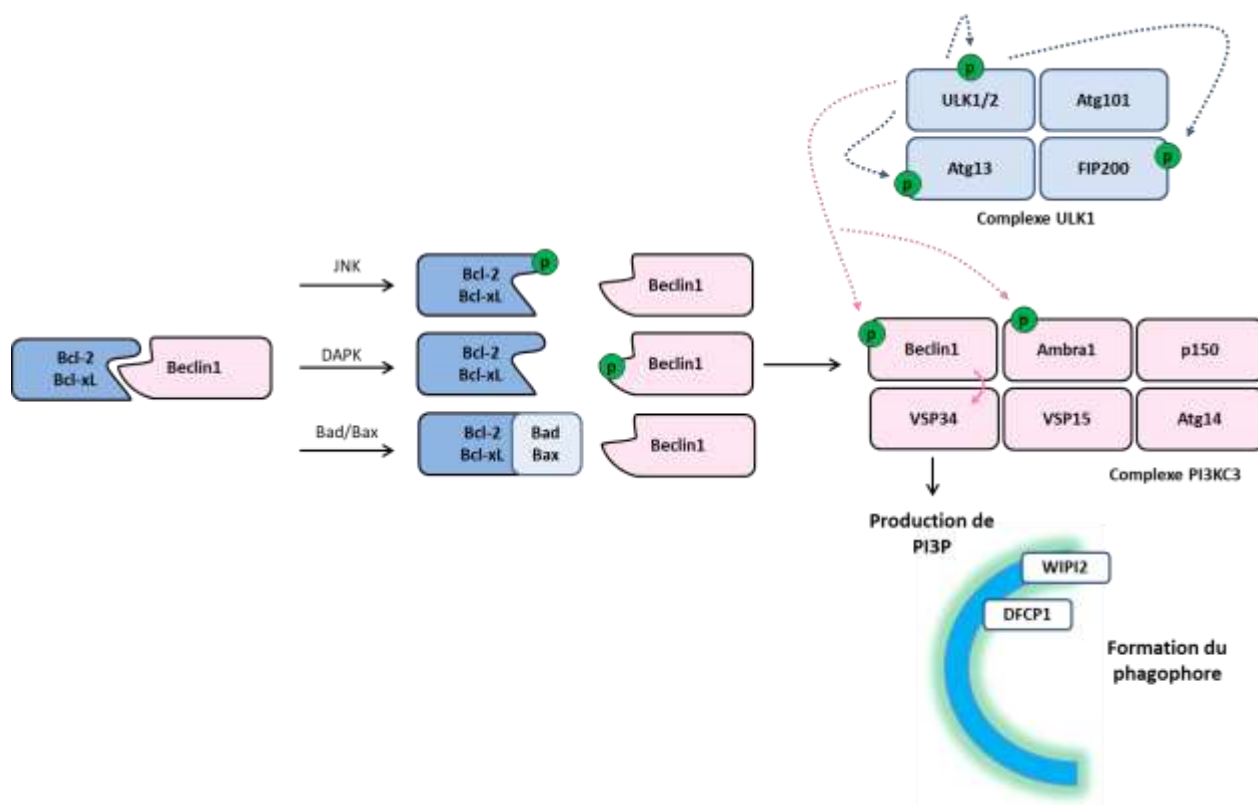 p
ULK1/2
Atg101
Atg13
FIP200
p
p
Complexe ULK1
JNK
Bcl-2
Bcl-xL
p
Beclin1
Bcl-2
Bcl-xL
Beclin1
DAPK
Bcl-2
Bcl-xL
p
Beclin1
Bad/Bax
Bcl-2
Bcl-xL
Bad
Bax
Beclin1
p
Beclin1
p
Ambra1
p150
VSP34
VSP15
Atg14
Complexe PI3KC3
Production de
PI3P
WIPI2
DFCP1
Formation du
phagophore